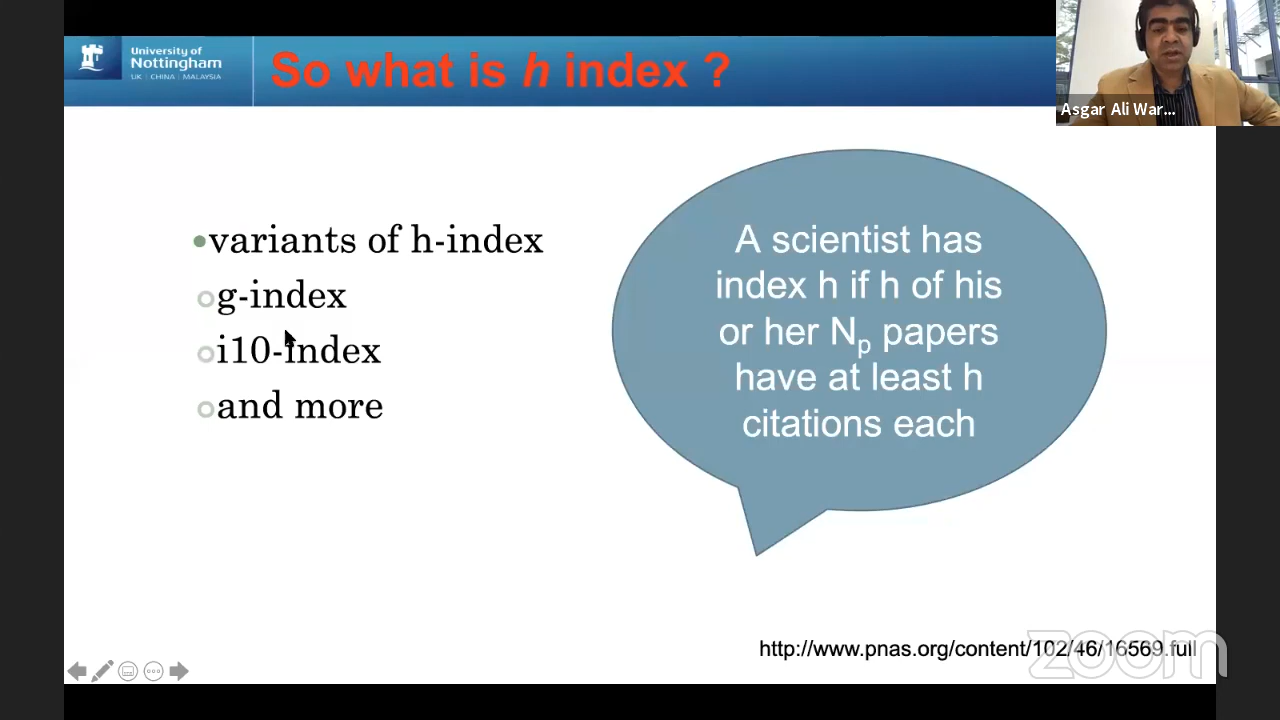 University of
Nottingham
UK | CHINA | MALAYSIA
So what is h index ?
Asgar Ali War...
•variants of h-index
g-index
i10-index
and more
A scientist has
index h if h of his
or her Np papers
have at least h
citations each
http://www.pnas.org/content/102/46/16569.full
zoom